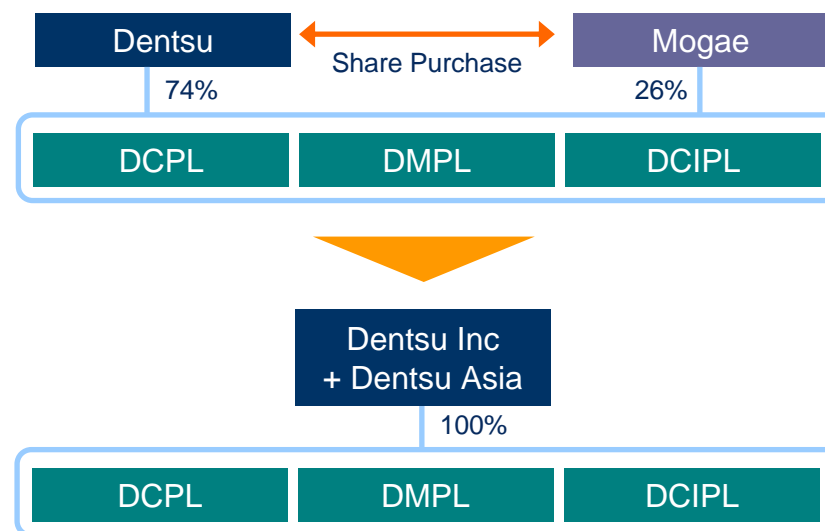 Dentsu
Mogae
Share Purchase
74%
26%
DCPL
DMPL
DCIPL
Dentsu Inc
+ Dentsu Asia
100%
DCPL
DMPL
DCIPL